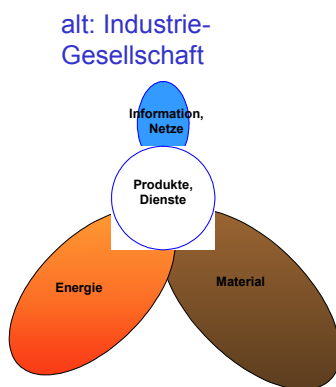 alt: Industrie-
Gesellschaft
Information,
Netze
Produkte,
Dienste
Energie
Material